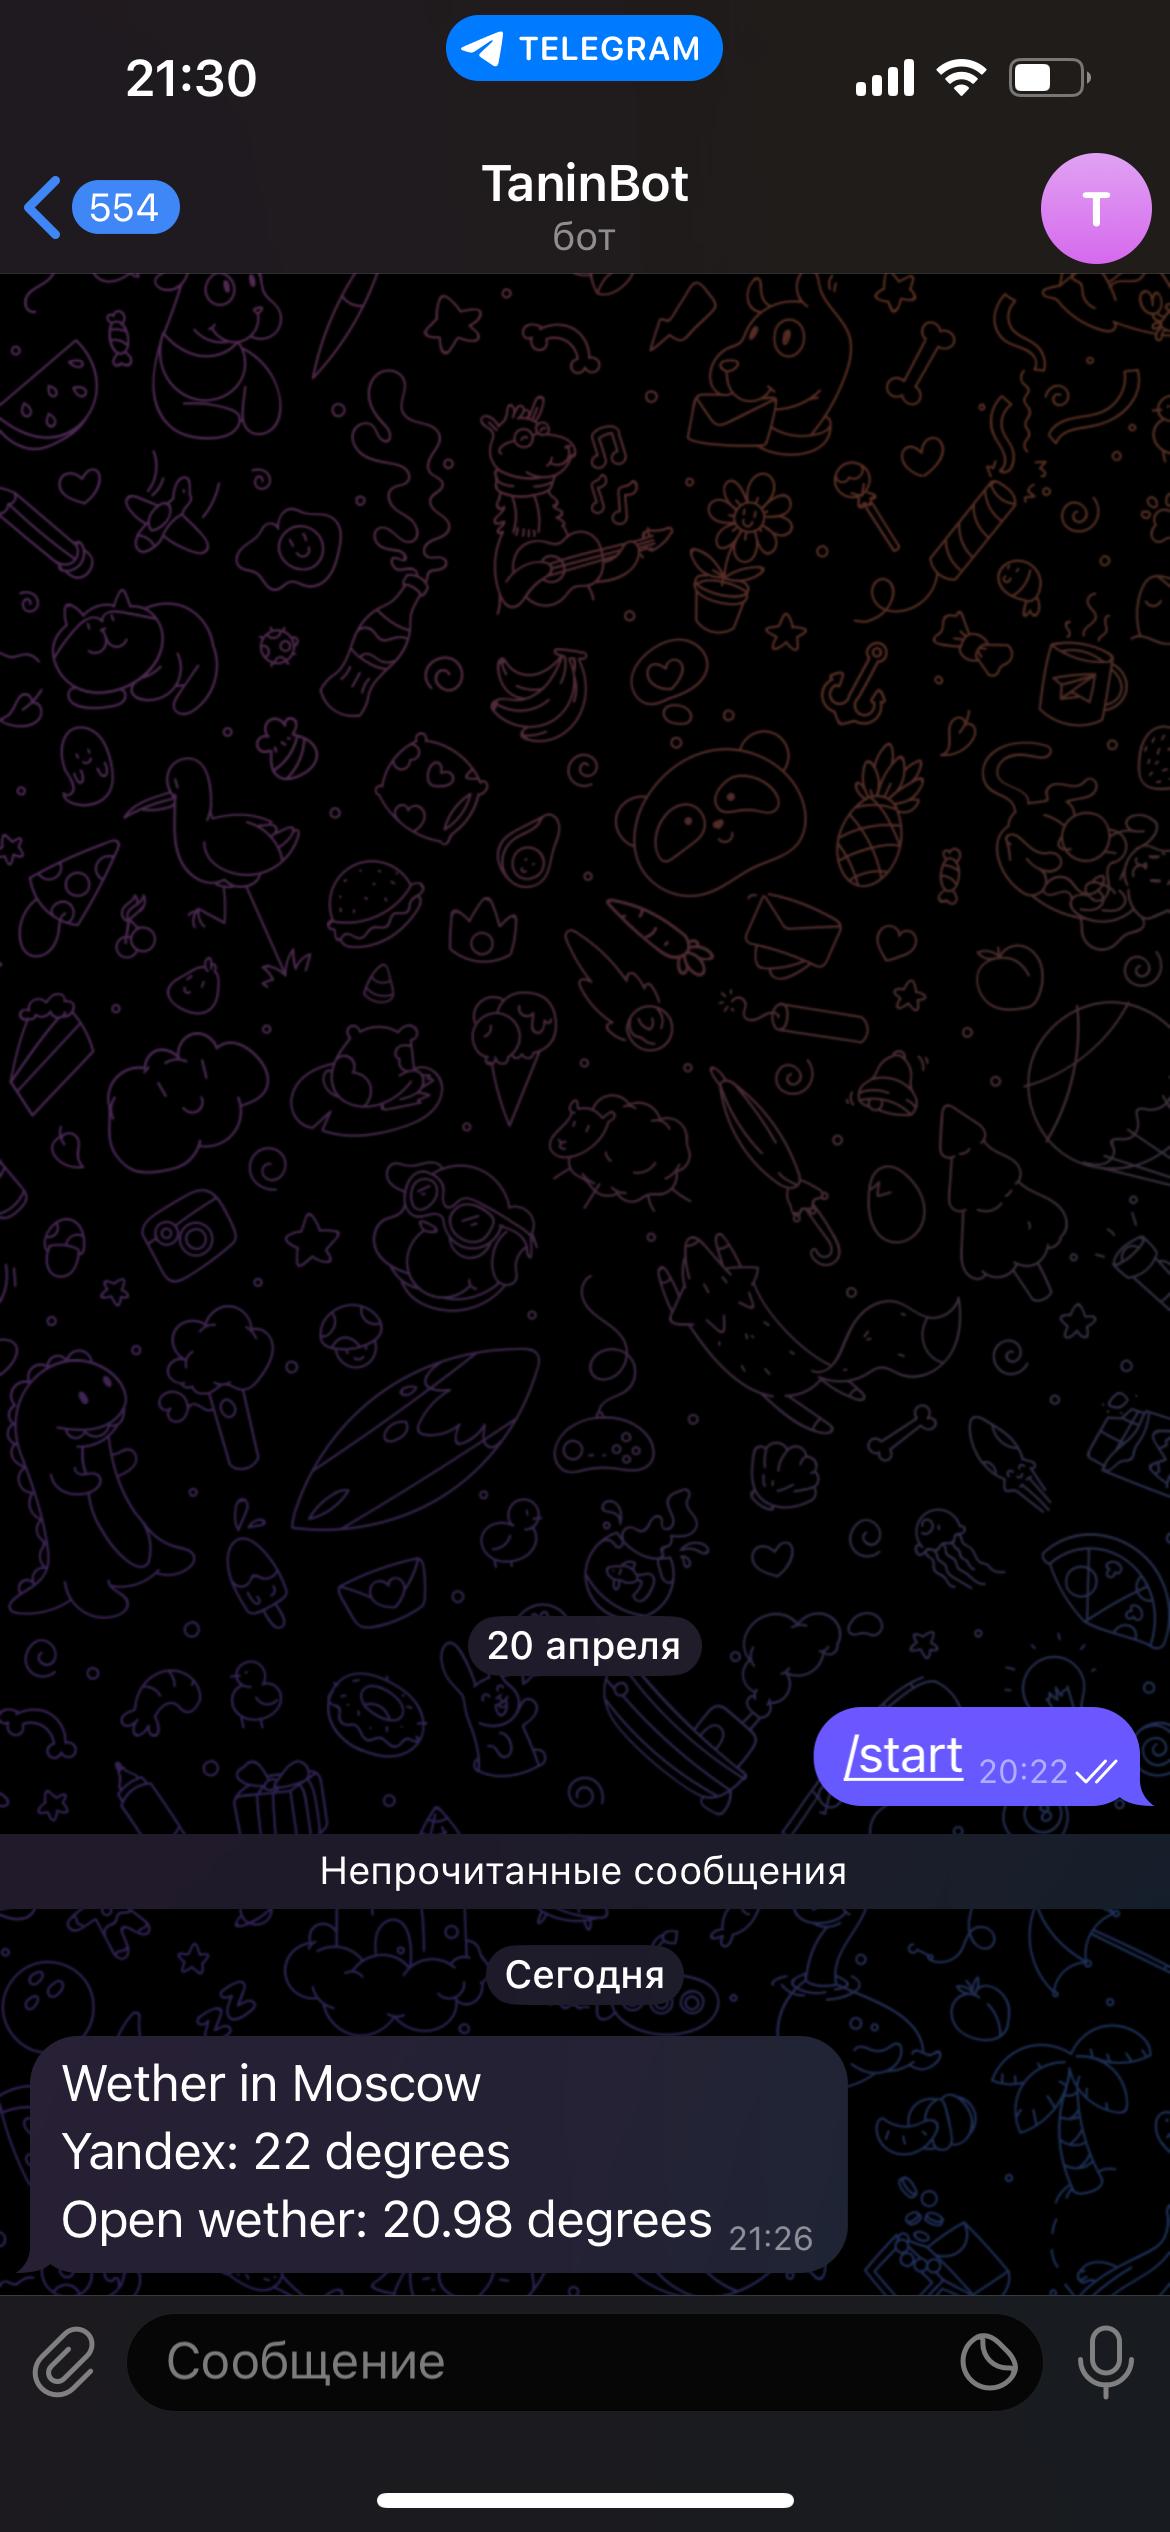 21:30
TELEGRAM
554
TaninBot
бот
T
20 апреля
/start 20:22
Непрочитанные сообщения
Сегодня
Wether in Moscow
Yandex: 22 degrees
Open wether: 20.98 degrees 21:26
Сообщение